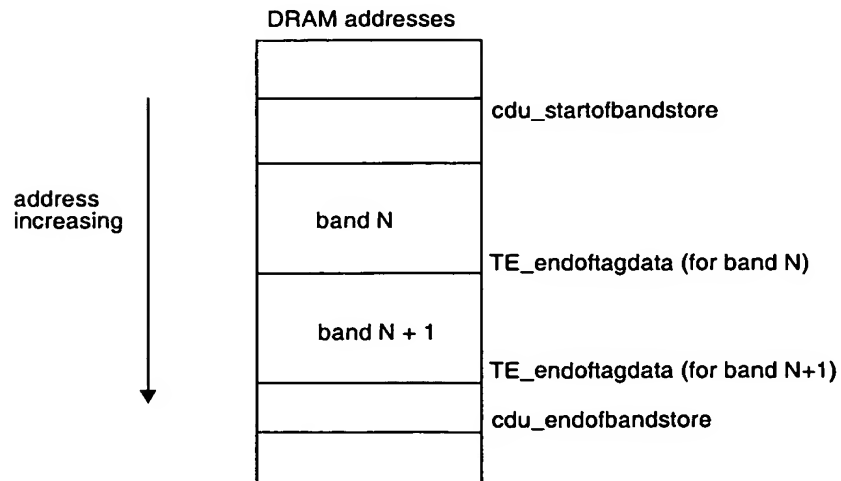 DRAM addresses
cdu_startofbandstore
address
increasing
band N
TE_endoftagdata (for band N)
band N + 1
TE_endoftagdata (for band N+1)
cdu_endofbandstore